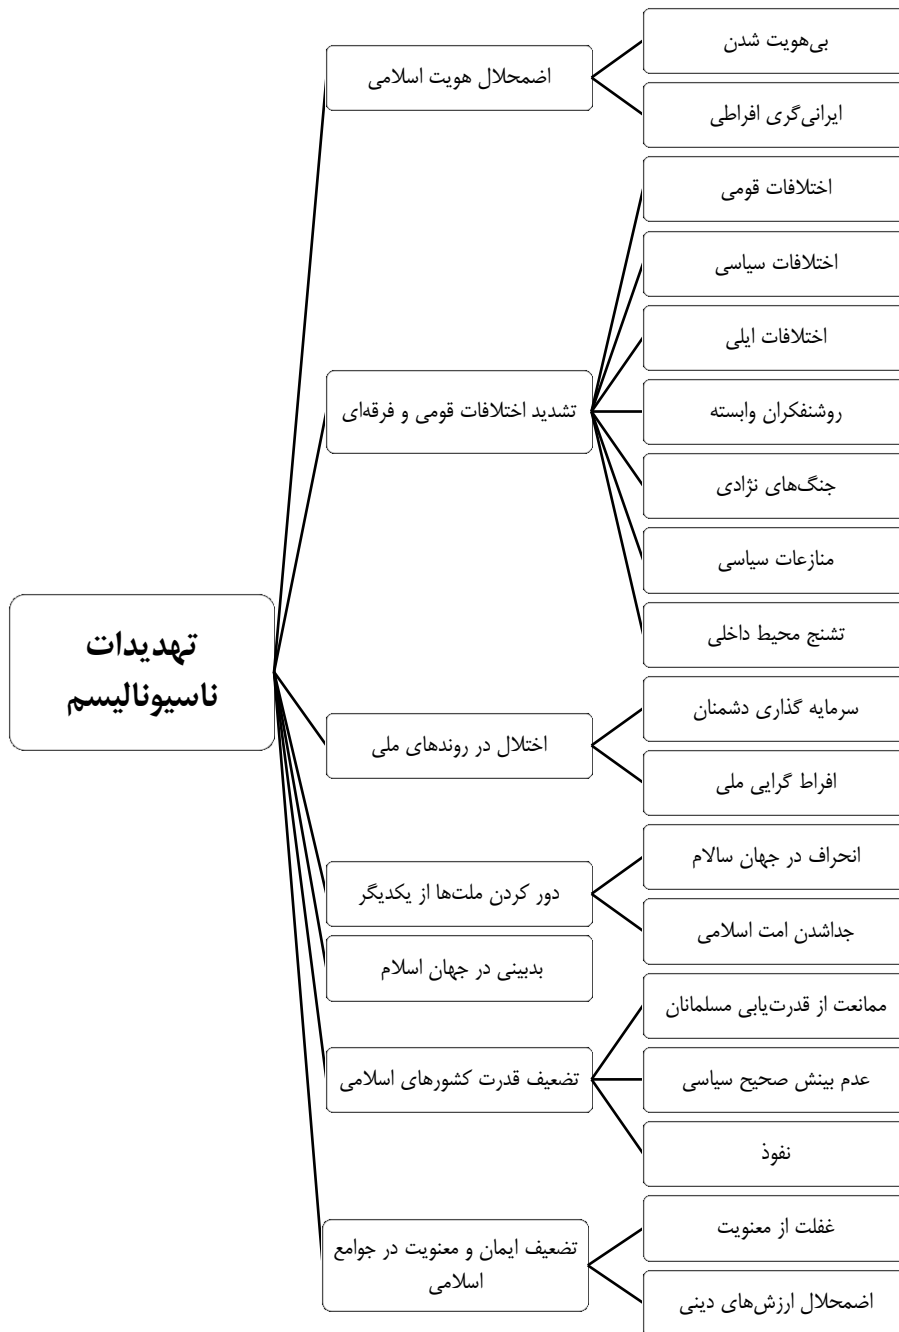 تهدیدات
ناسیونالیسم
اضمحلال هویت اسلامی
بی‌هویت شدن
ایرانی‌گری افراطی
تشدید اختلافات قومی و فرقه‌ای
اختلافات قومی
اختلافات سیاسی
اختلافات ایلی
روشنفکران وابسته
جنگ‌های نژادی
منازعات سیاسی
تشنج محیط داخلی
اختلال در روندهای ملی
سرمایه گذاری دشمنان
افراط گرایی ملی
دور کردن ملت‌ها از یکدیگر
انحراف در جهان سالام
جداشدن امت اسلامی
بدبینی در جهان اسلام
تضعیف قدرت کشورهای اسلامی
ممانعت از قدرت‌یابی مسلمانان
عدم بینش صحیح سیاسی
نفوذ
تضعیف ایمان و معنویت در جوامع
اسلامی
غفلت از معنویت
اضمحلال ارزش‌های دینی